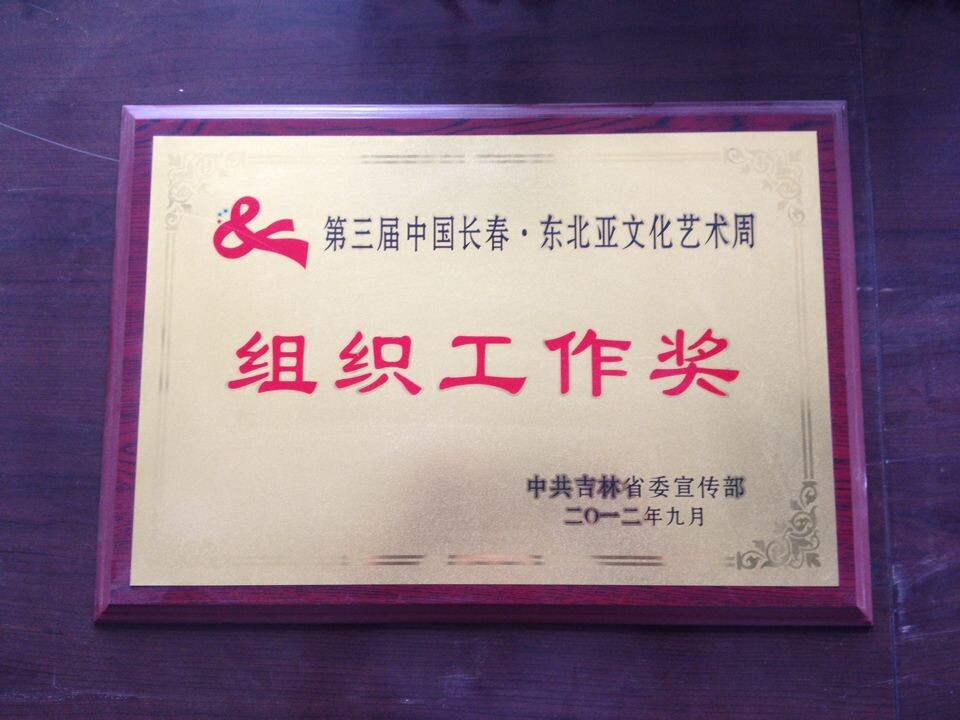 第三届中国长春·东北亚文化艺术周
组织工作奖
中共吉林省委宣传部
二〇一二年九月